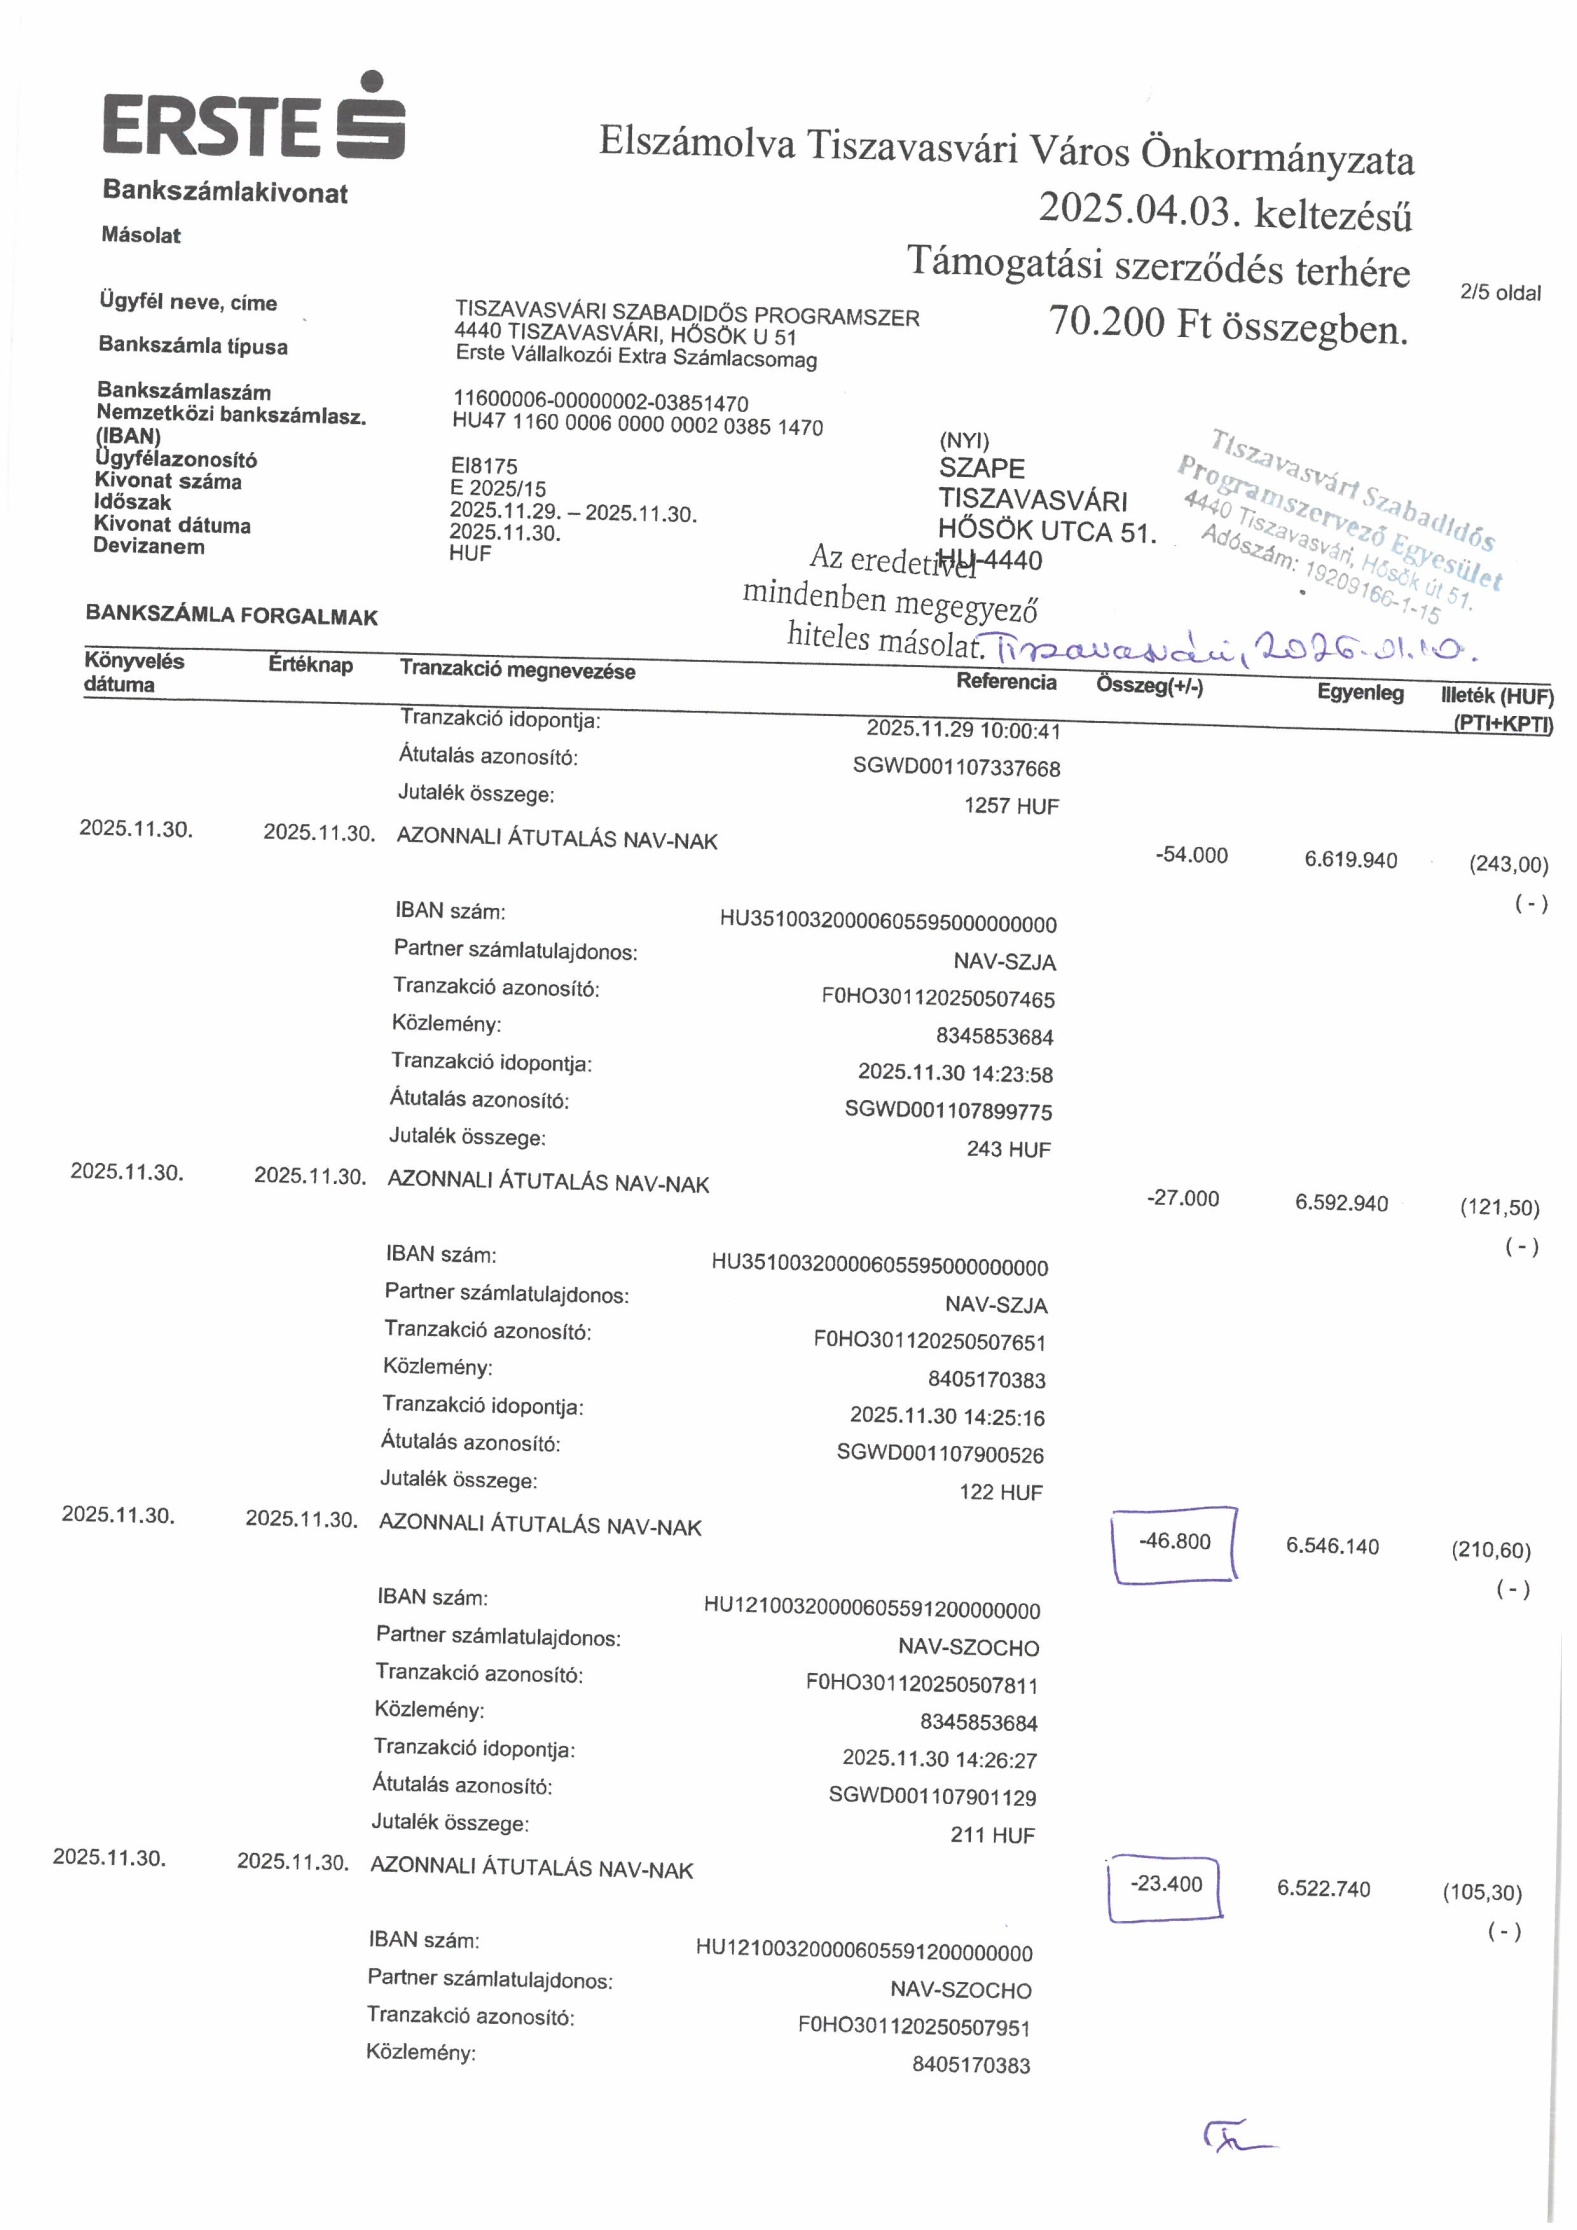 ERSTE
Bankszámlakivonat
Másolat
Elszámolva Tiszavasvári Város Önkormányzata
2025.04.03. keltezésű
Támogatási szerződés terhére
70.200 Ft összegben.
2/5 oldal
Ügyfél neve, címe TISZAVASVÁRI SZABADIDŐS PROGRAMSZER
4440 TISZAVASVÁRI, HŐSÖK U 51
Bankszámla típusa Erste Vállalkozói Extra Számlacsomag
Bankszámlaszám 11600006-00000002-03851470
Nemzetközi bankszámlasz. HU47 1160 0006 0000 0002 0385 1470
(IBAN)
Ügyfélazonosító EI8175
Kivonat száma E 2025/15
Időszak 2025.11.29. – 2025.11.30.
Kivonat dátuma 2025.11.30.
Devizanem HUF
(NYI)
SZAPE
TISZAVASVÁRI
HŐSÖK UTCA 51.
HU-4440
Tiszavasvári Szabadidős
Programszervező Egyesület
4440 Tiszavasvári, Hősök út 51.
Adószám: 19209166-1-15
Az eredetivel
mindenben megegyező
hiteles másolat. Tiszavasvári, 2026.01.10.
BANKSZÁMLA FORGALMAK
Könyvelés dátuma Értéknap Tranzakció megnevezése Referencia Összeg(+/-) Egyenleg Illeték (HUF) (PTI+KPTI)
Tranzakció idopontja: 2025.11.29 10:00:41
Átutalás azonosító: SGWD001107337668
Jutalék összege: 1257 HUF
2025.11.30. 2025.11.30. AZONNALI ÁTUTALÁS NAV-NAK -54.000 6.619.940 (243,00)
(-)
IBAN szám: HU35100320000605595000000000
Partner számlatulajdonos: NAV-SZJA
Tranzakció azonosító: F0HO301120250507465
Közlemény: 8345853684
Tranzakció idopontja: 2025.11.30 14:23:58
Átutalás azonosító: SGWD001107899775
Jutalék összege: 243 HUF
2025.11.30. 2025.11.30. AZONNALI ÁTUTALÁS NAV-NAK -27.000 6.592.940 (121,50)
(-)
IBAN szám: HU35100320000605595000000000
Partner számlatulajdonos: NAV-SZJA
Tranzakció azonosító: F0HO301120250507651
Közlemény: 8405170383
Tranzakció idopontja: 2025.11.30 14:25:16
Átutalás azonosító: SGWD001107900526
Jutalék összege: 122 HUF
2025.11.30. 2025.11.30. AZONNALI ÁTUTALÁS NAV-NAK -46.800 6.546.140 (210,60)
(-)
IBAN szám: HU12100320000605591200000000
Partner számlatulajdonos: NAV-SZOCHO
Tranzakció azonosító: F0HO301120250507811
Közlemény: 8345853684
Tranzakció idopontja: 2025.11.30 14:26:27
Átutalás azonosító: SGWD001107901129
Jutalék összege: 211 HUF
2025.11.30. 2025.11.30. AZONNALI ÁTUTALÁS NAV-NAK -23.400 6.522.740 (105,30)
(-)
IBAN szám: HU12100320000605591200000000
Partner számlatulajdonos: NAV-SZOCHO
Tranzakció azonosító: F0HO301120250507951
Közlemény: 8405170383